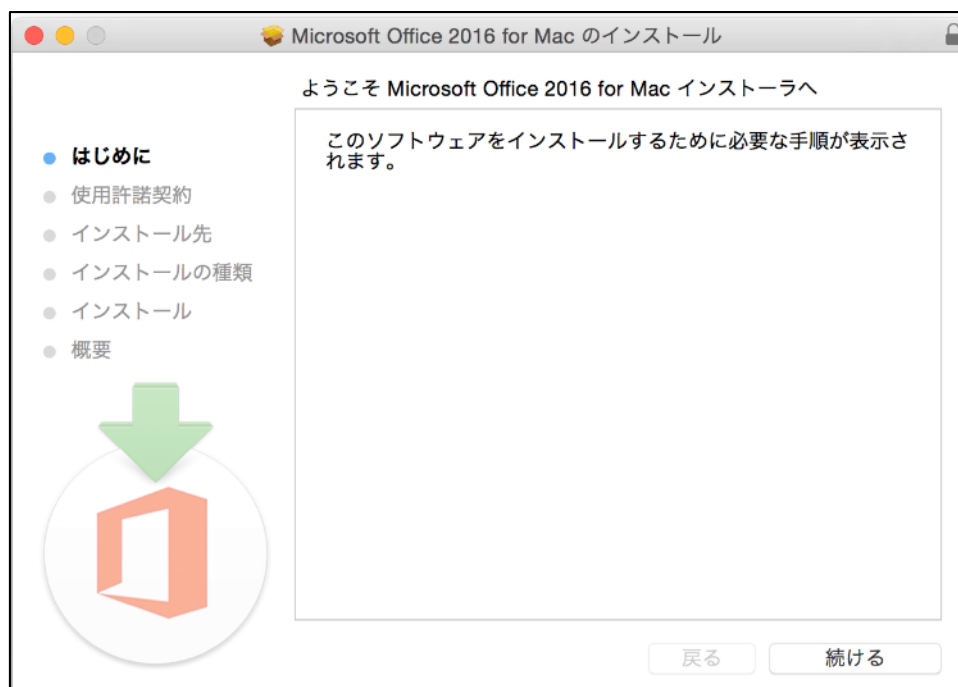 Microsoft Office 2016 for Mac のインストール
ようこそ Microsoft Office 2016 for Mac インストーラへ
はじめに
使用許諾契約
インストール先
インストールの種類
インストール
概要
このソフトウェアをインストールするために必要な手順が表示さ
れます。
戻る
続ける